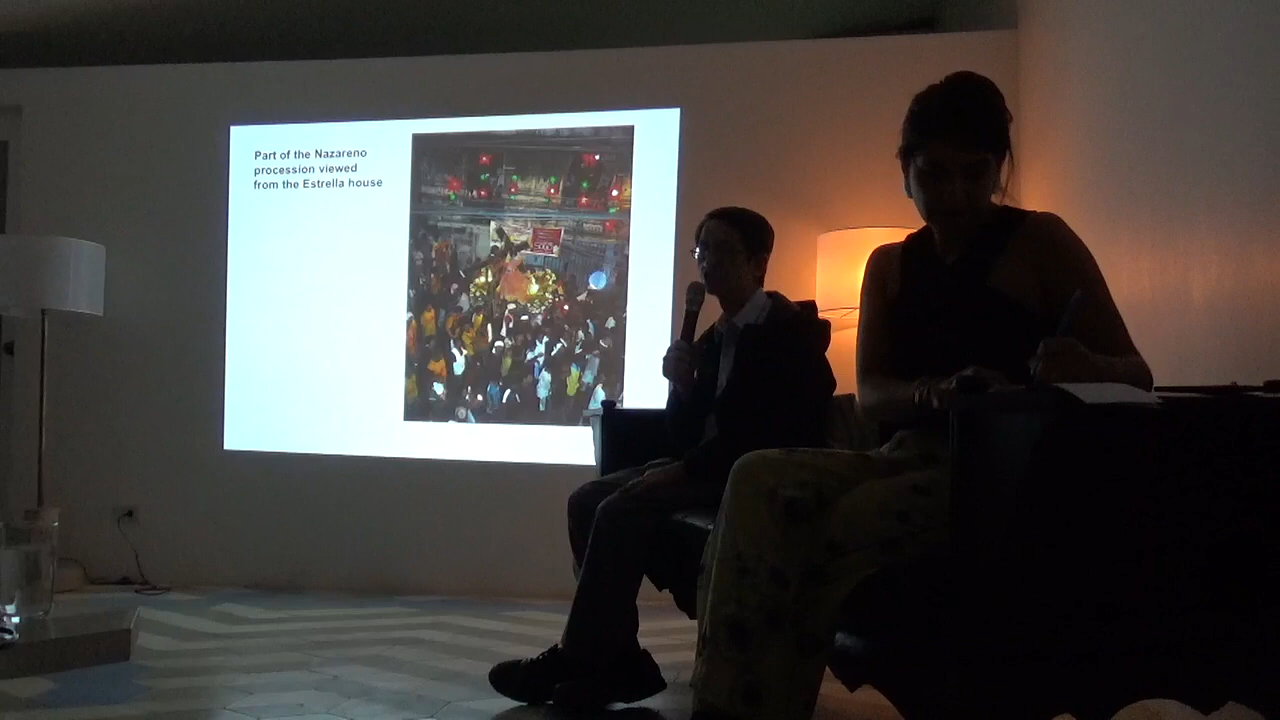 Part of the Nazareno
procession viewed
from the Estrella house